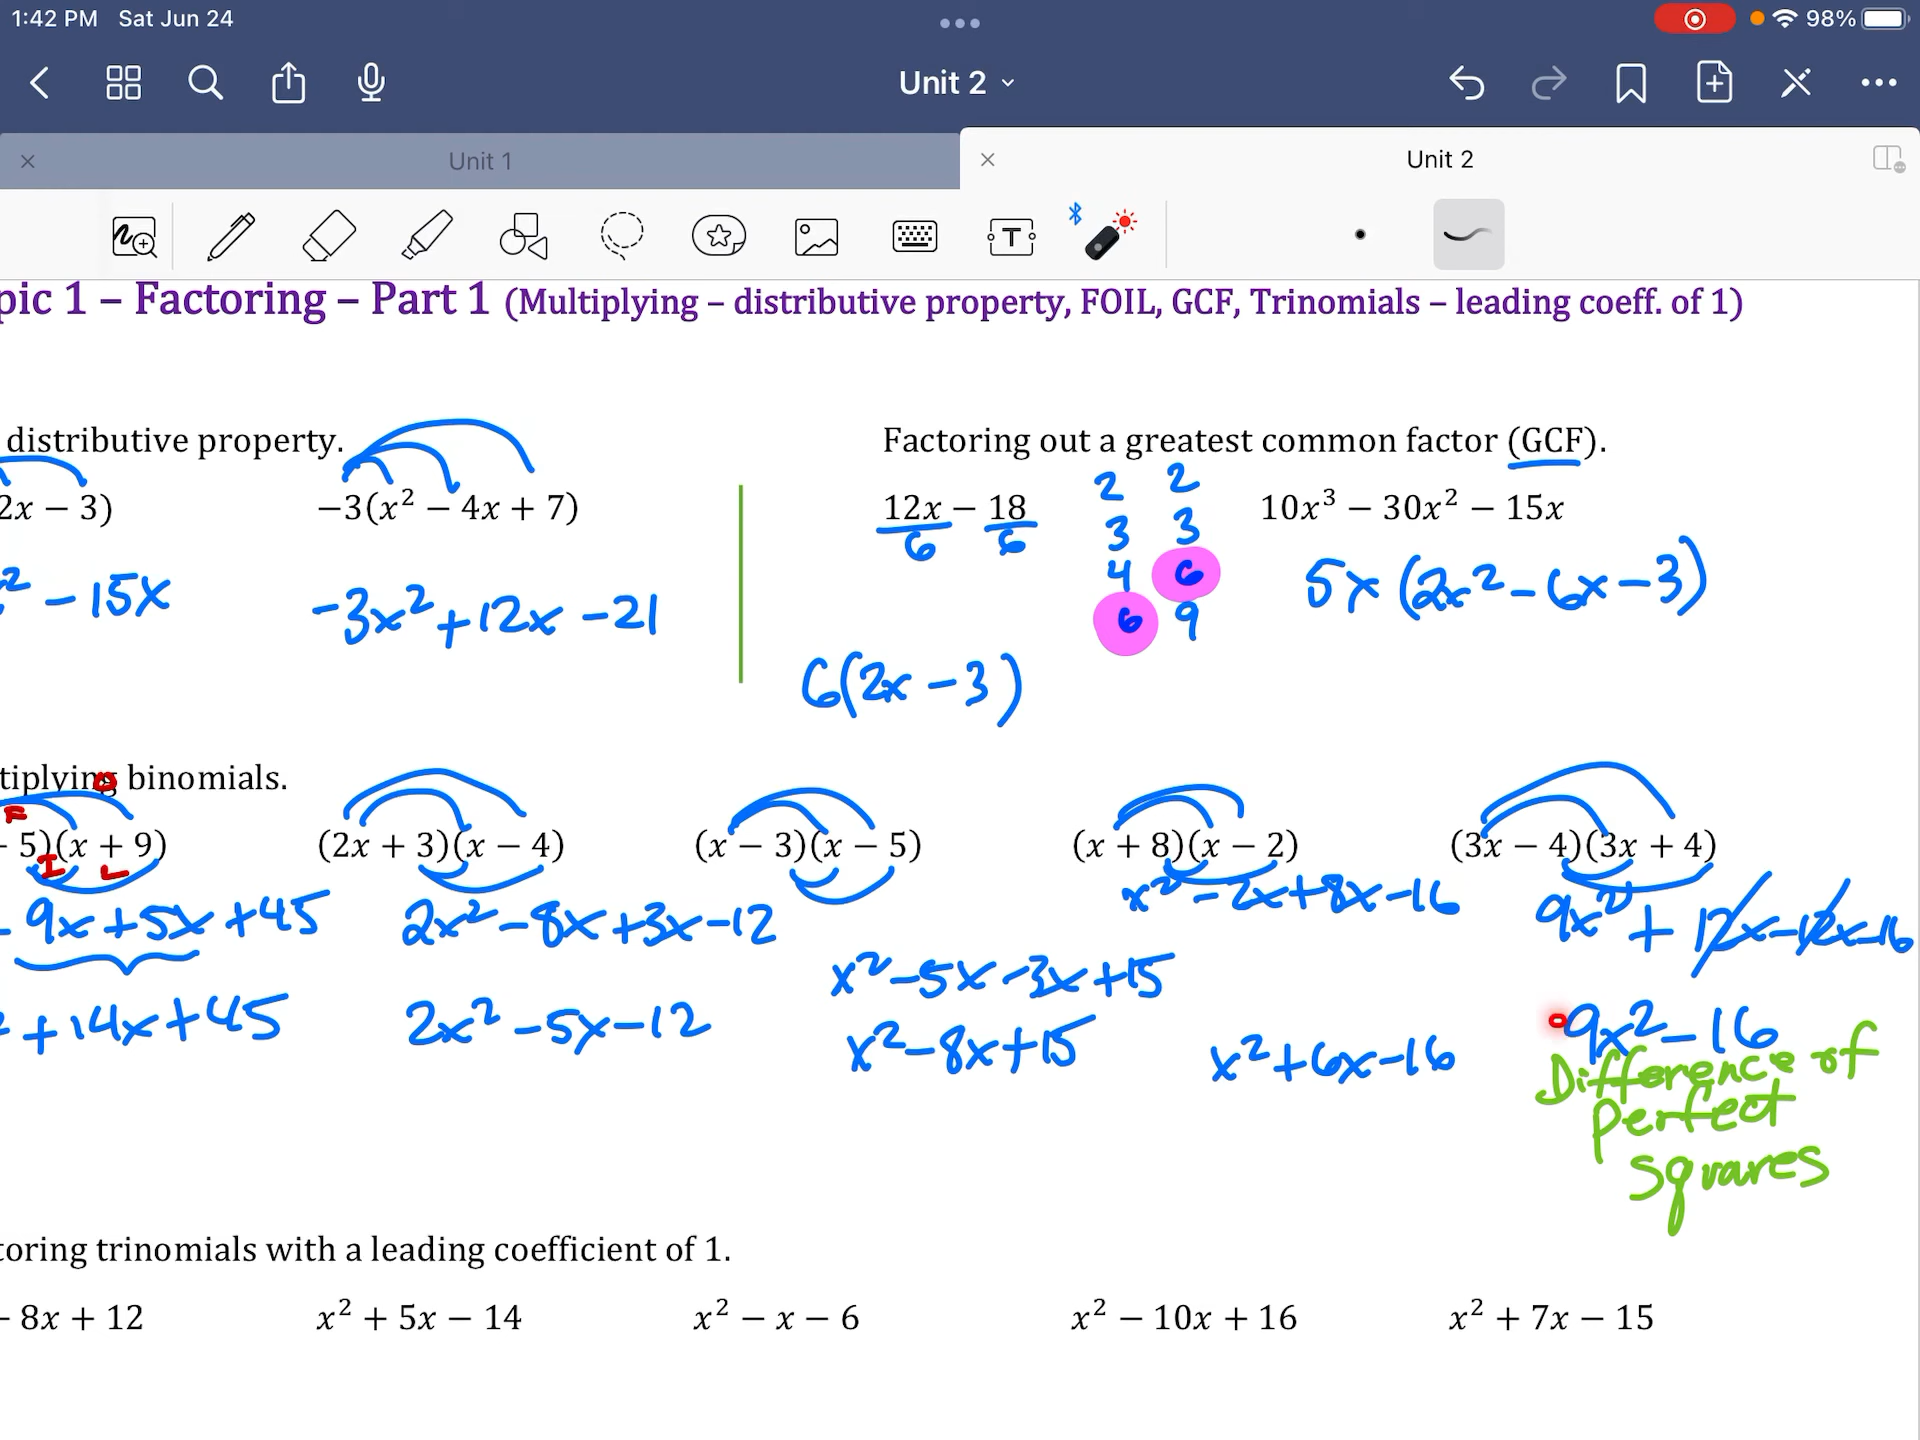 1:42 PM Sat Jun 24
98%
Unit 2
Unit 1
Unit 2
T
pic 1 – Factoring – Part 1 (Multiplying – distributive property, FOIL, GCF, Trinomials – leading coeff. of 1)
distributive property.
Factoring out a greatest common factor (GCF).
2x − 3)
-3(x² − 4x + 7)
12x − 18
6 6
2 2
3 3
4 6
6 9
10x³ − 30x² − 15x
² - 15x
-3x² + 12x - 21
5x (2x² - 6x - 3)
6(2x - 3)
tiplying binomials.
F O I L
5)(x + 9)
(2x + 3)(x − 4)
(x − 3)(x − 5)
(x + 8)(x − 2)
(3x − 4)(3x + 4)
9x + 5x + 45
2x² - 8x + 3x - 12
x² - 5x - 3x + 15
x² - 2x + 8x - 16
9x² + 12x - 12x - 16
² + 14x + 45
2x² - 5x - 12
x² - 8x + 15
x² + 6x - 16
9x² - 16
Difference of
perfect
squares
toring trinomials with a leading coefficient of 1.
- 8x + 12
x² + 5x − 14
x² − x − 6
x² − 10x + 16
x² + 7x − 15